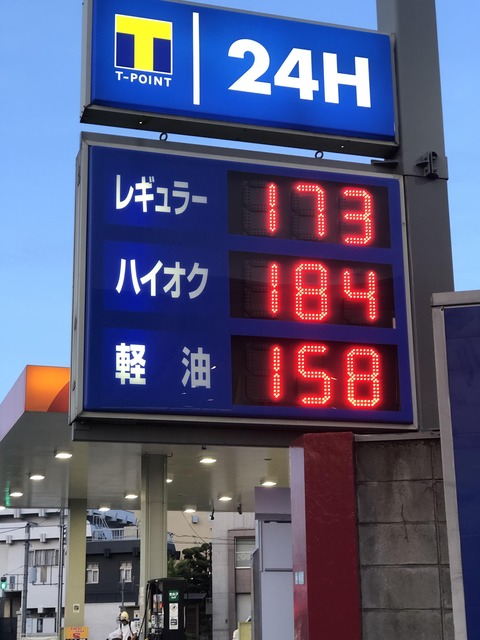 T
T-POINT
24H
レギュラー 173
ハイオク 184
軽 油 158